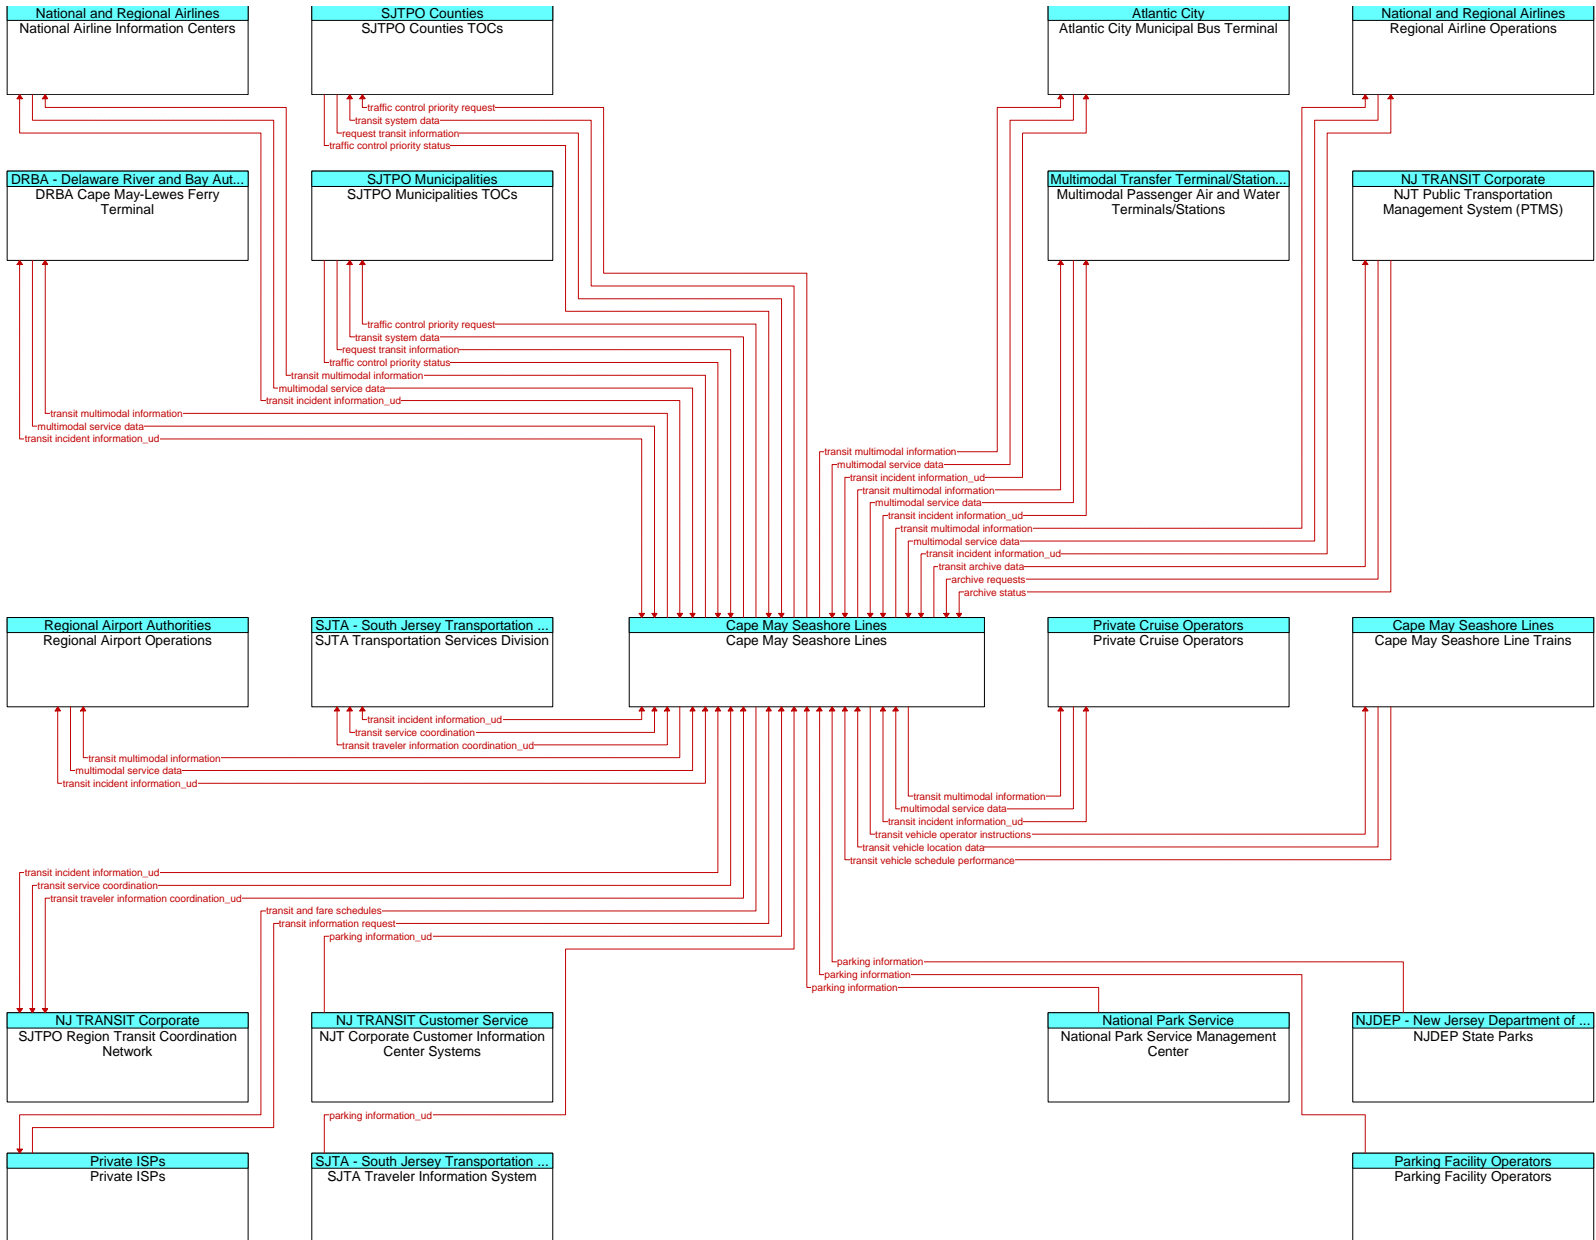 National and Regional Airlines
National Airline Information Centers
SJTPO Counties
SJTPO Counties TOCs
Atlantic City
Atlantic City Municipal Bus Terminal
National and Regional Airlines
Regional Airline Operations
traffic control priority request
transit system data
request transit information
traffic control priority status
DRBA - Delaware River and Bay Aut...
DRBA Cape May-Lewes Ferry
Terminal
SJTPO Municipalities
SJTPO Municipalities TOCs
Multimodal Transfer Terminal/Station...
Multimodal Passenger Air and Water
Terminals/Stations
NJ TRANSIT Corporate
NJT Public Transportation
Management System (PTMS)
traffic control priority request
transit system data
request transit information
traffic control priority status
transit multimodal information
multimodal service data
transit incident information_ud
transit multimodal information
multimodal service data
transit incident information_ud
transit multimodal information
multimodal service data
transit incident information_ud
transit multimodal information
multimodal service data
transit incident information_ud
transit multimodal information
multimodal service data
transit incident information_ud
transit archive data
archive requests
archive status
Regional Airport Authorities
Regional Airport Operations
SJTA - South Jersey Transportation ...
SJTA Transportation Services Division
Cape May Seashore Lines
Cape May Seashore Lines
Private Cruise Operators
Private Cruise Operators
Cape May Seashore Lines
Cape May Seashore Line Trains
transit incident information_ud
transit service coordination
transit traveler information coordination_ud
transit multimodal information
multimodal service data
transit incident information_ud
transit multimodal information
multimodal service data
transit incident information_ud
transit vehicle operator instructions
transit vehicle location data
transit vehicle schedule performance
transit incident information_ud
transit service coordination
transit traveler information coordination_ud
transit and fare schedules
transit information request
parking information_ud
parking information
parking information
parking information
NJ TRANSIT Corporate
SJTPO Region Transit Coordination
Network
NJ TRANSIT Customer Service
NJT Corporate Customer Information
Center Systems
National Park Service
National Park Service Management
Center
NJDEP - New Jersey Department of ...
NJDEP State Parks
parking information_ud
Private ISPs
Private ISPs
SJTA - South Jersey Transportation ...
SJTA Traveler Information System
Parking Facility Operators
Parking Facility Operators